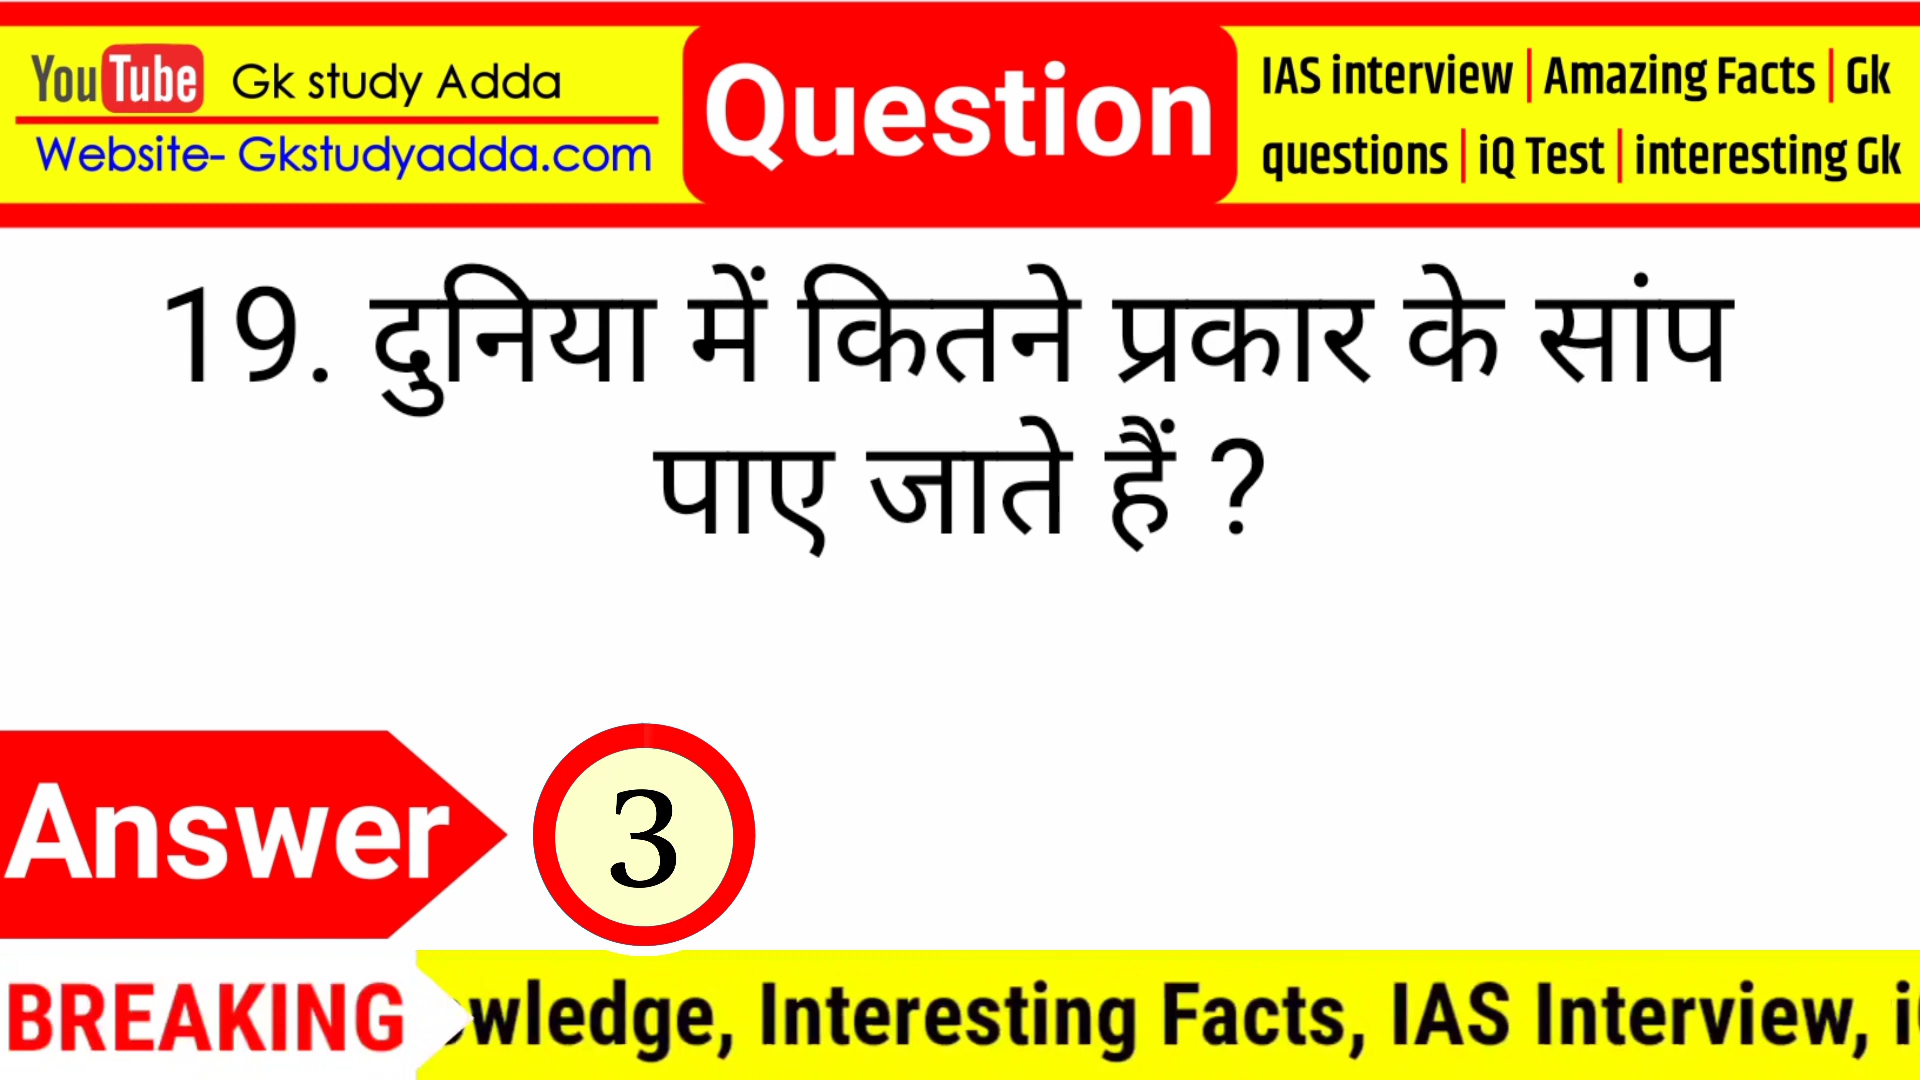 YouTube Gk study Adda
Website- Gkstudyadda.com
Question
IAS interview | Amazing Facts | Gk
questions | iQ Test | interesting Gk
19. दुनिया में कितने प्रकार के सांप
पाए जाते हैं ?
Answer
3
BREAKING
Interesting Facts, IAS Interview,